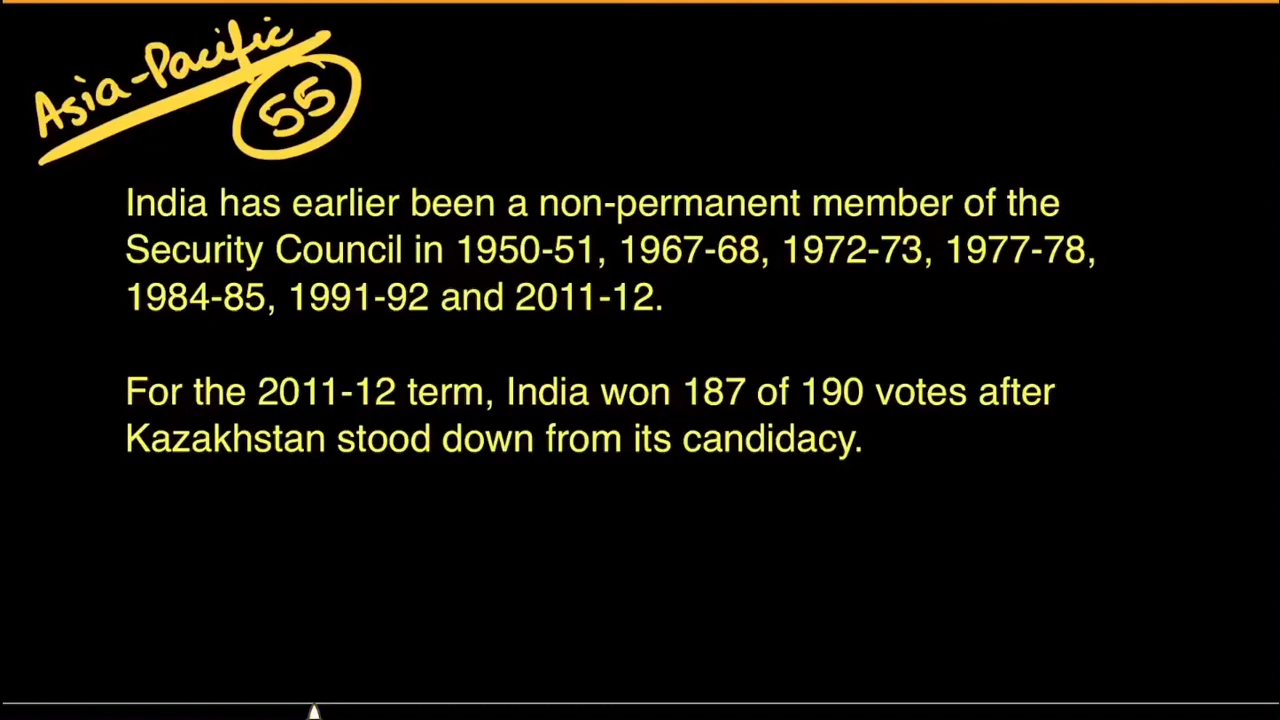 Asia-Pacific
55
India has earlier been a non-permanent member of the
Security Council in 1950-51, 1967-68, 1972-73, 1977-78,
1984-85, 1991-92 and 2011-12.
For the 2011-12 term, India won 187 of 190 votes after
Kazakhstan stood down from its candidacy.